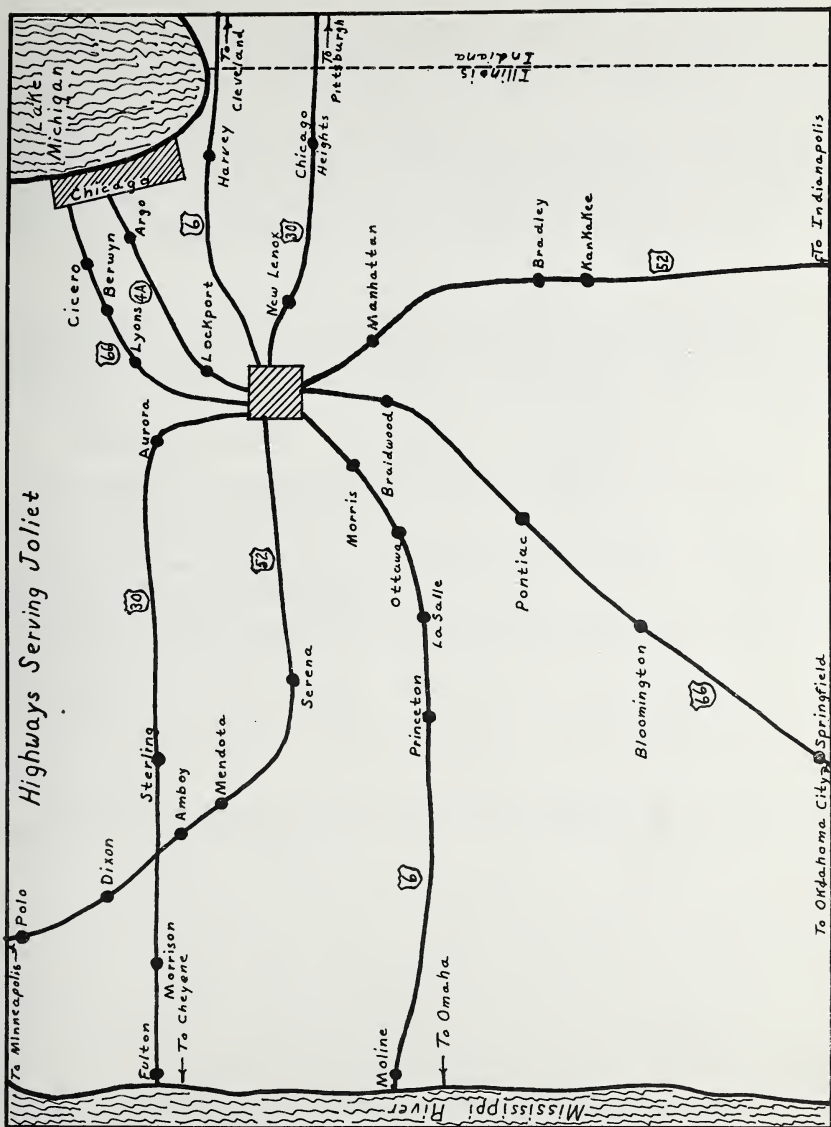 Highways Serving Joliet
To Minneapolis
Polo
Dixon
Amboy
Mendota
Serena
52
Fulton
To Cheyene
Morrison
Sterling
30
Aurora
Cicero
Berwyn
66
Lyons
4A
Argo
Lockport
Chicago
Lake
Michigan
Harvey
6
To
Cleveland
New Lenox
30
Chicago
Heights
To
Pittsburgh
Illinois
Indiana
Manhattan
Bradley
Kankakee
52
To Indianapolis
Braidwood
Pontiac
Bloomington
66
Springfield
To Okdahoma City
Morris
Ottawa
La Salle
Princeton
6
Moline
To Omaha
Mississippi River